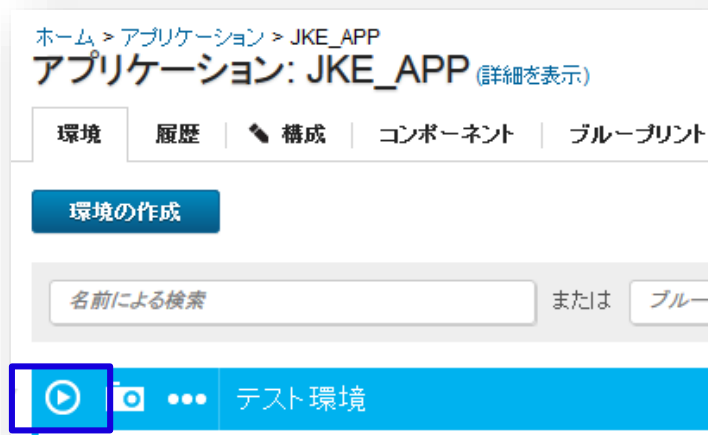 ホーム > アプリケーション > JKE_APP
アプリケーション: JKE_APP (詳細を表示)
環境 履歴 構成 コンポーネント ブループリント
環境の作成
名前による検索 または ブルー
テスト環境